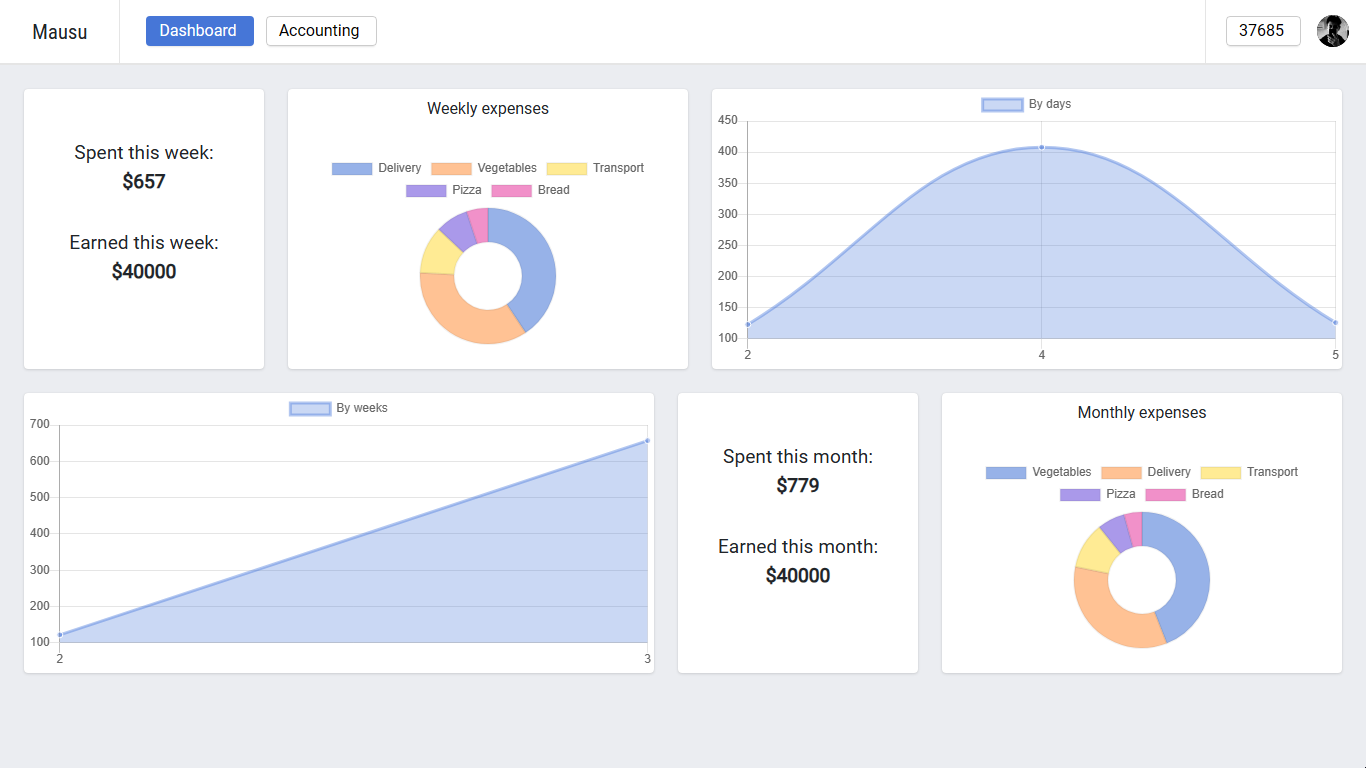 Mausu Dashboard Accounting 37685
Spent this week:
$657
Earned this week:
$40000
Weekly expenses
Delivery Vegetables Transport
Pizza Bread
By days
450
400
350
300
250
200
150
100
2 4 5
By weeks
700
600
500
400
300
200
100
2 3
Spent this month:
$779
Earned this month:
$40000
Monthly expenses
Vegetables Delivery Transport
Pizza Bread